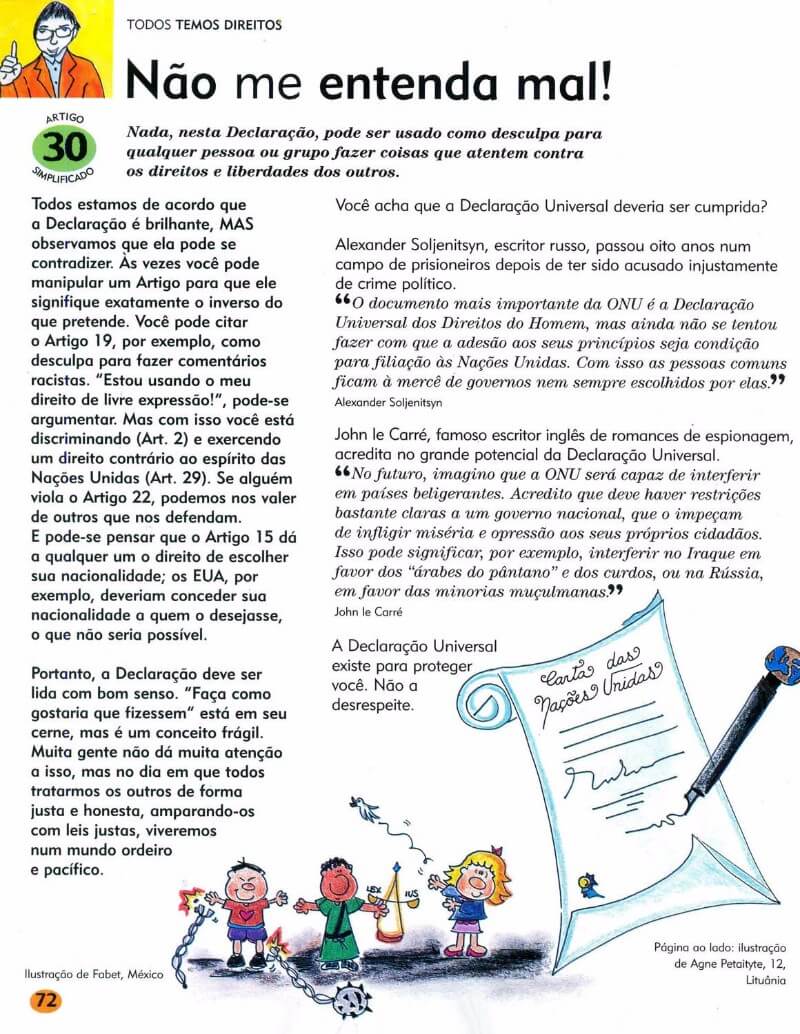 TODOS TEMOS DIREITOS
Não me entenda mal!
ARTIGO
30
SIMPLIFICADO
Nada, nesta Declaração, pode ser usado como desculpa para
qualquer pessoa ou grupo fazer coisas que atentem contra
os direitos e liberdades dos outros.
Todos estamos de acordo que
a Declaração é brilhante, MAS
observamos que ela pode se
contradizer. Às vezes você pode
manipular um Artigo para que ele
signifique exatamente o inverso do
que pretende. Você pode citar
o Artigo 19, por exemplo, como
desculpa para fazer comentários
racistas. “Estou usando o meu
direito de livre expressão!”, pode-se
argumentar. Mas com isso você está
discriminando (Art. 2) e exercendo
um direito contrário ao espírito das
Nações Unidas (Art. 29). Se alguém
viola o Artigo 22, podemos nos valer
de outros que nos defendam.
E pode-se pensar que o Artigo 15 dá
a qualquer um o direito de escolher
sua nacionalidade; os EUA, por
exemplo, deveriam conceder sua
nacionalidade a quem o desejasse,
o que não seria possível.
Portanto, a Declaração deve ser
lida com bom senso. “Faça como
gostaria que fizessem” está em seu
cerne, mas é um conceito frágil.
Muita gente não dá muita atenção
a isso, mas no dia em que todos
tratarmos os outros de forma
justa e honesta, amparando-os
com leis justas, viveremos
num mundo ordeiro
e pacífico.
Você acha que a Declaração Universal deveria ser cumprida?
Alexander Soljenitsyn, escritor russo, passou oito anos num
campo de prisioneiros depois de ter sido acusado injustamente
de crime político.
“O documento mais importante da ONU é a Declaração
Universal dos Direitos do Homem, mas ainda não se tentou
fazer com que a adesão aos seus princípios seja condição
para filiação às Nações Unidas. Com isso as pessoas comuns
ficam à mercê de governos nem sempre escolhidos por elas.”
Alexander Soljenitsyn
John le Carré, famoso escritor inglês de romances de espionagem,
acredita no grande potencial da Declaração Universal.
“No futuro, imagino que a ONU será capaz de interferir
em países beligerantes. Acredito que deve haver restrições
bastante claras a um governo nacional, que o impeçam
de infligir miséria e opressão aos seus próprios cidadãos.
Isso pode significar, por exemplo, interferir no Iraque em
favor dos “árabes do pântano” e dos curdos, ou na Rússia,
em favor das minorias muçulmanas.”
John le Carré
A Declaração Universal
existe para proteger
você. Não a
desrespeite.
Carta das
Nações Unidas
LEX
IUS
Página ao lado: ilustração
de Agne Petaityte, 12,
Lituânia
Ilustração de Fabet, México
72